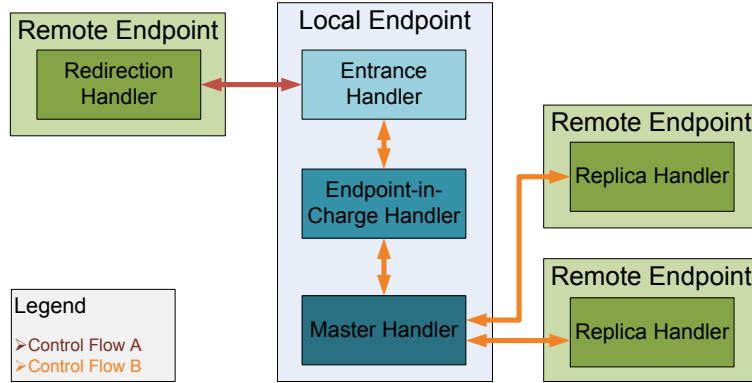 Remote Endpoint
Redirection
Handler
Local Endpoint
Entrance
Handler
Endpoint-in-
Charge Handler
Master Handler
Remote Endpoint
Replica Handler
Remote Endpoint
Replica Handler
Legend
➢Control Flow A
➢Control Flow B